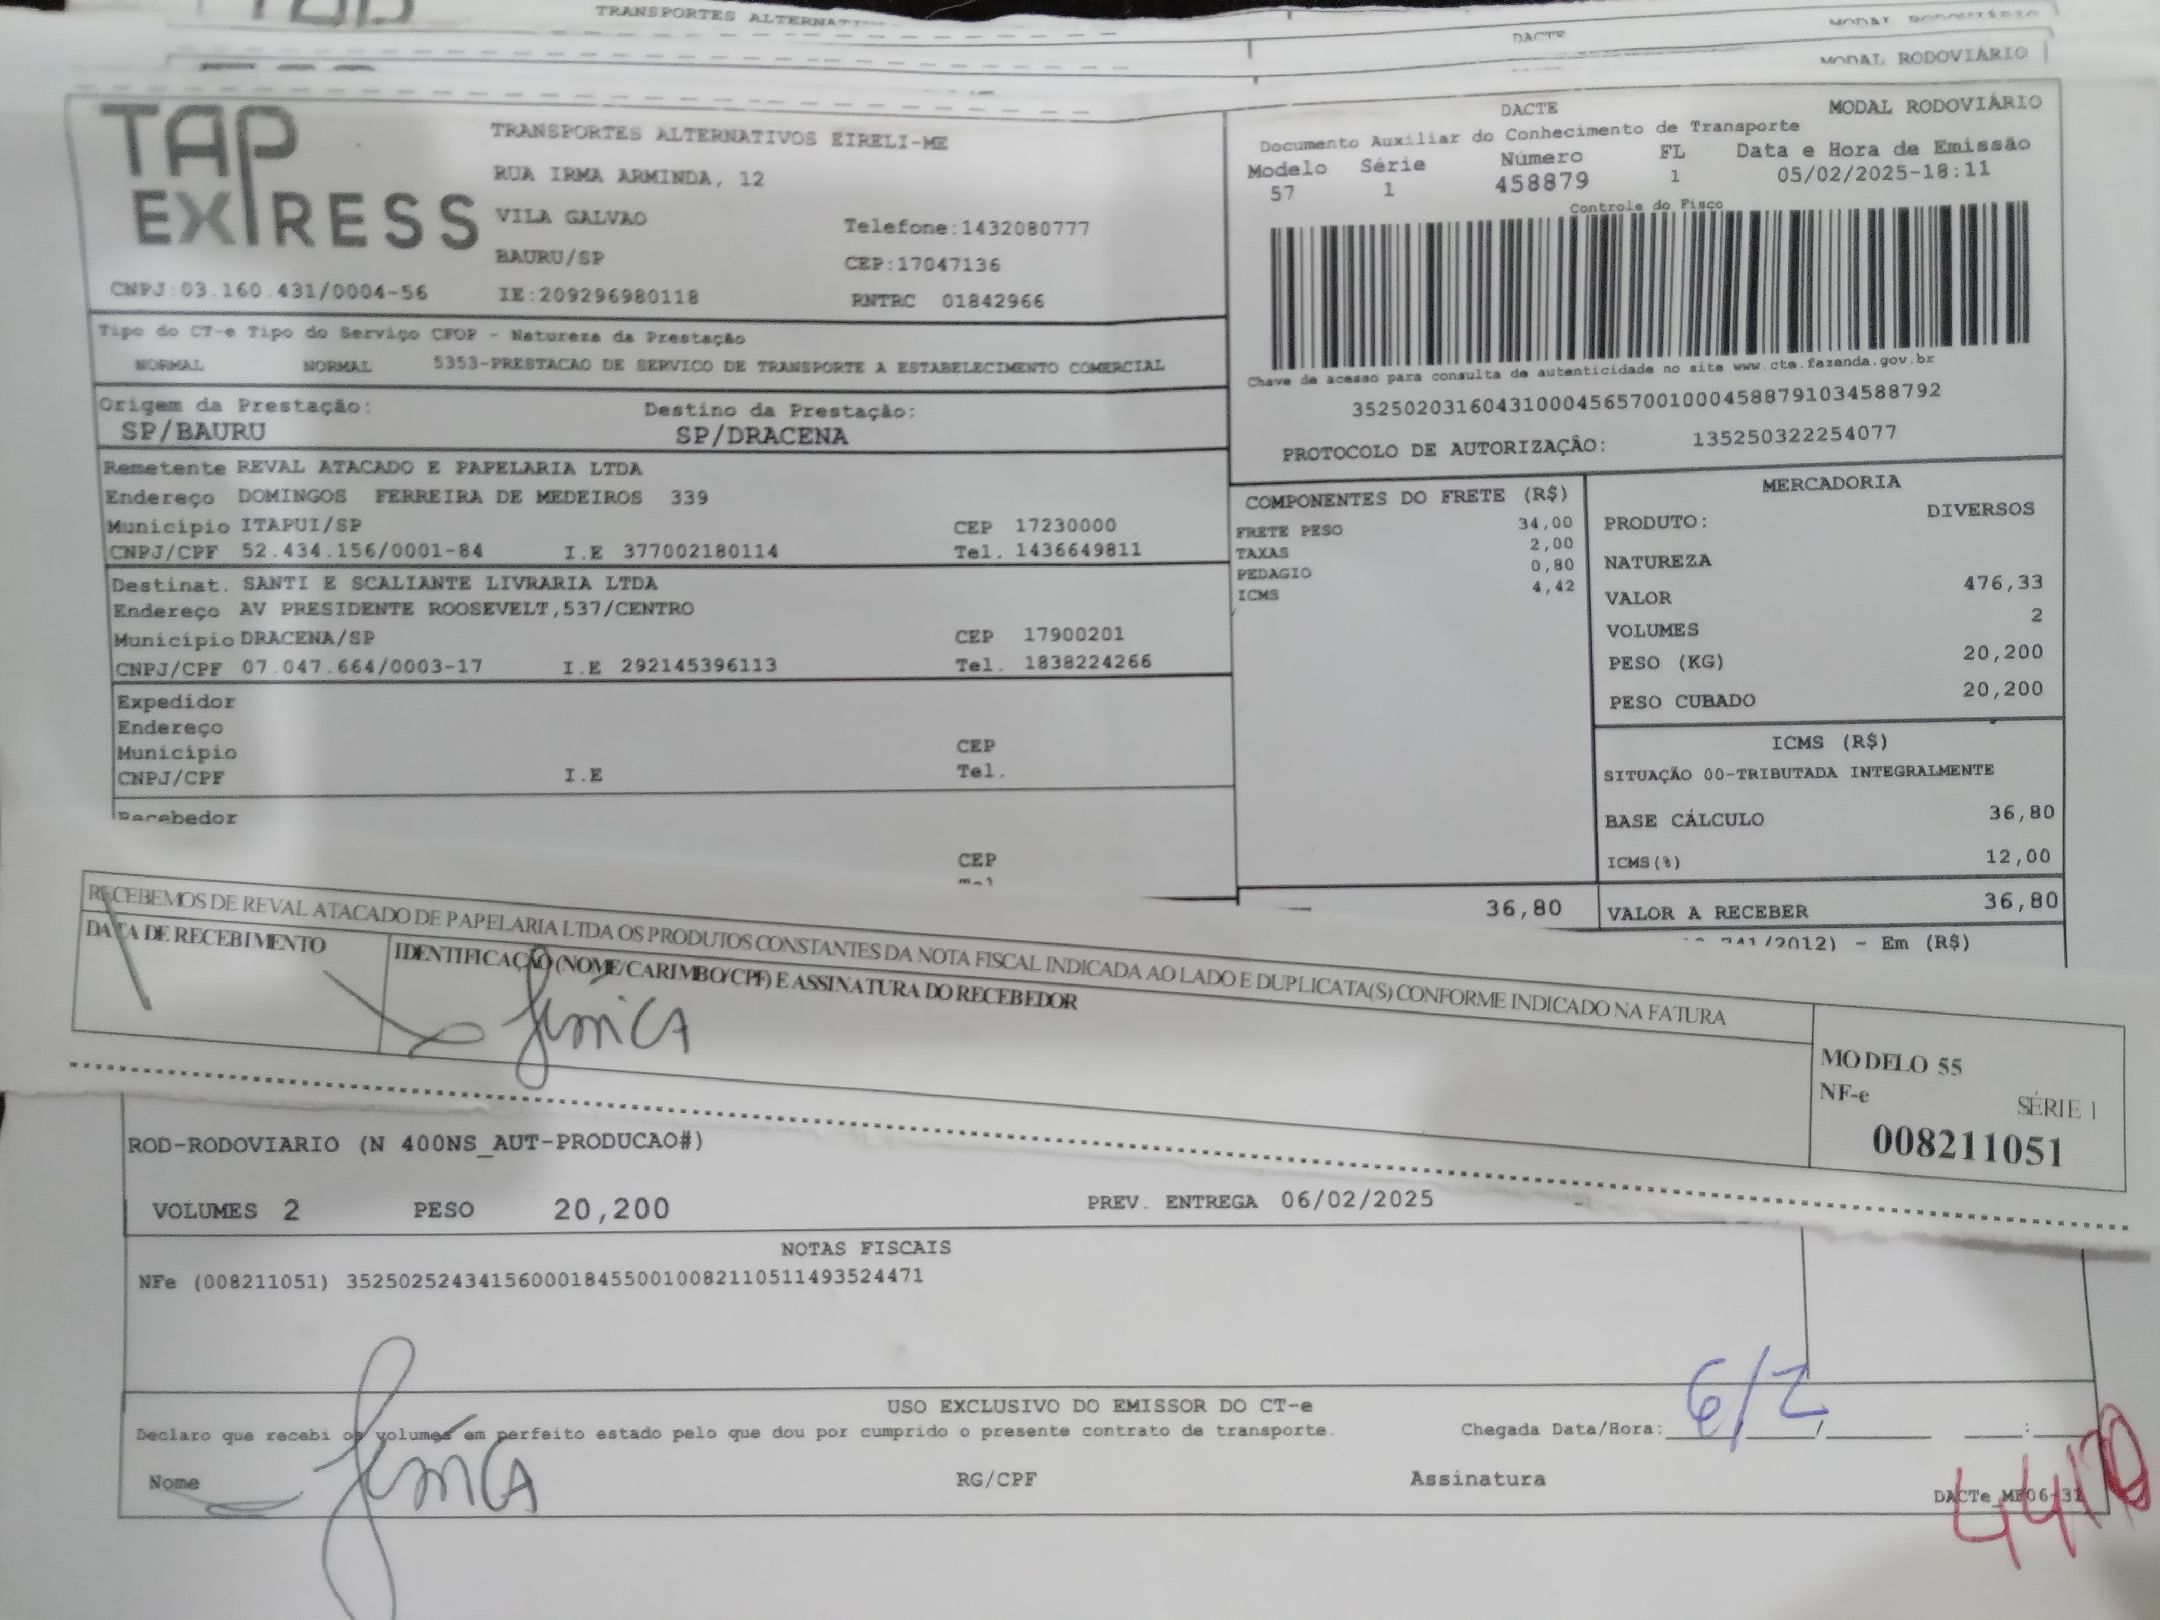 TRANSPORTES ALTERNAT
DACTE
MODAL RODOVIÁRIO
MODAL RODOVIÁRIO
TAP
EXPRESS
CNPJ:03.160.431/0004-56
TRANSPORTES ALTERNATIVOS EIRELI-ME
RUA IRMA ARMINDA, 12
VILA GALVAO
Telefone:1432080777
BAURU/SP
CEP:17047136
IE:209296980118
RNTRC 01842966
DACTE
MODAL RODOVIÁRIO
Documento Auxiliar do Conhecimento de Transporte
Modelo Série Número FL Data e Hora de Emissão
57 1 458879 1 05/02/2025-18:11
Controle do Fisco
Chave de acesso para consulta de autenticidade no site www.cte.fazenda.gov.br
35250203160431000456570010004588791034588792
PROTOCOLO DE AUTORIZAÇÃO: 135250322254077
Tipo do CT-e Tipo do Serviço CFOP - Natureza da Prestação
NORMAL NORMAL 5353-PRESTACAO DE SERVICO DE TRANSPORTE A ESTABELECIMENTO COMERCIAL
Origem da Prestação: Destino da Prestação:
SP/BAURU SP/DRACENA
Remetente REVAL ATACADO E PAPELARIA LTDA
Endereço DOMINGOS FERREIRA DE MEDEIROS 339
Município ITAPUI/SP CEP 17230000
CNPJ/CPF 52.434.156/0001-84 I.E 377002180114 Tel. 1436649811
Destinat. SANTI E SCALIANTE LIVRARIA LTDA
Endereço AV PRESIDENTE ROOSEVELT,537/CENTRO
Município DRACENA/SP CEP 17900201
CNPJ/CPF 07.047.664/0003-17 I.E 292145396113 Tel. 1838224266
Expedidor
Endereço
Município CEP
CNPJ/CPF I.E Tel.
Recebedor
CEP
COMPONENTES DO FRETE (R$)
FRETE PESO 34,00
TAXAS 2,00
PEDAGIO 0,80
ICMS 4,42
36,80
MERCADORIA
PRODUTO: DIVERSOS
NATUREZA
VALOR 476,33
VOLUMES 2
PESO (KG) 20,200
PESO CUBADO 20,200
ICMS (R$)
SITUAÇÃO 00-TRIBUTADA INTEGRALMENTE
BASE CÁLCULO 36,80
ICMS(%) 12,00
VALOR A RECEBER 36,80
741/2012) - Em (R$)
RECEBEMOS DE REVAL ATACADO DE PAPELARIA LTDA OS PRODUTOS CONSTANTES DA NOTA FISCAL INDICADA AO LADO E DUPLICATA(S) CONFORME INDICADO NA FATURA
DATA DE RECEBIMENTO
IDENTIFICAÇÃO (NOME/CARIMBO/CPF) E ASSINATURA DO RECEBEDOR
MODELO 55
NF-e
SÉRIE 1
008211051
ROD-RODOVIARIO (N 400NS_AUT-PRODUCAO#)
VOLUMES 2 PESO 20,200 PREV. ENTREGA 06/02/2025
NOTAS FISCAIS
NFe (008211051) 35250252434156000184550010082110511493524471
USO EXCLUSIVO DO EMISSOR DO CT-e
Declaro que recebi os volumes em perfeito estado pelo que dou por cumprido o presente contrato de transporte.
Chegada Data/Hora: 6/2
Nome RG/CPF Assinatura